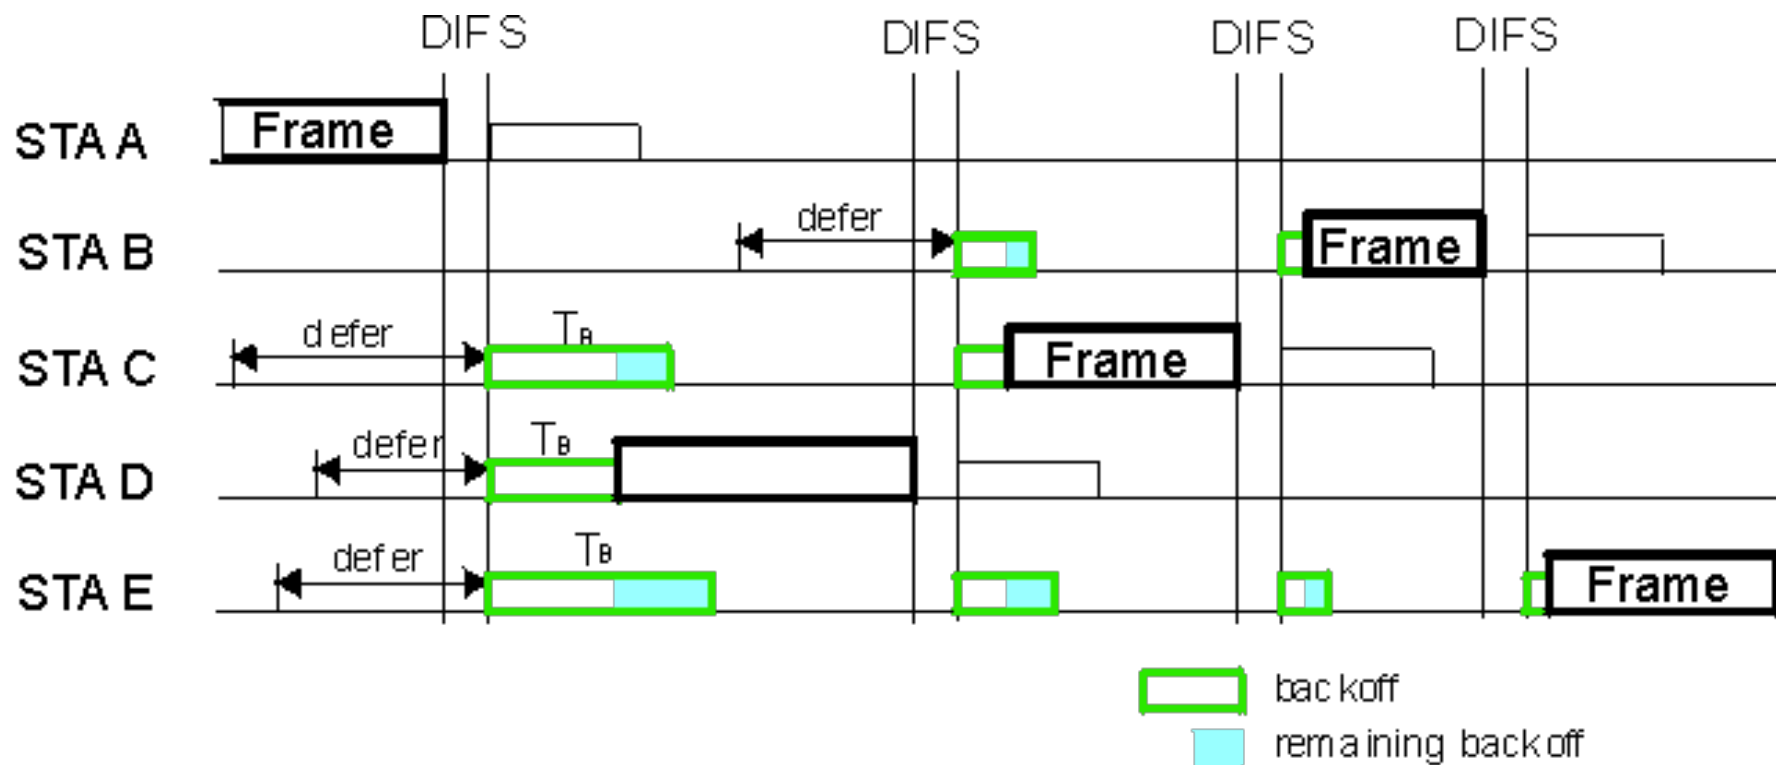 DIFS DIFS DIFS DIFS
STA A Frame
STA B defer Frame
STA C defer TB Frame
STA D defer TB
STA E defer TB Frame
backoff
remaining backoff